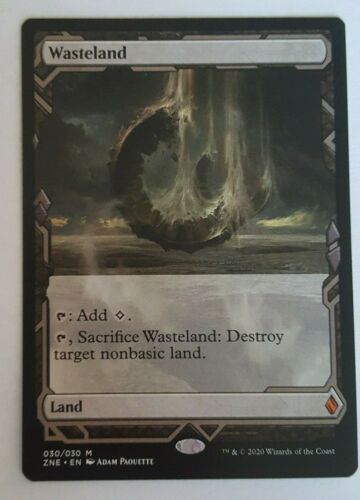 Wasteland
: Add .
, Sacrifice Wasteland: Destroy
target nonbasic land.
Land
030/030 M
ZNE • EN Adam Paquette
™ & © 2020 Wizards of the Coast